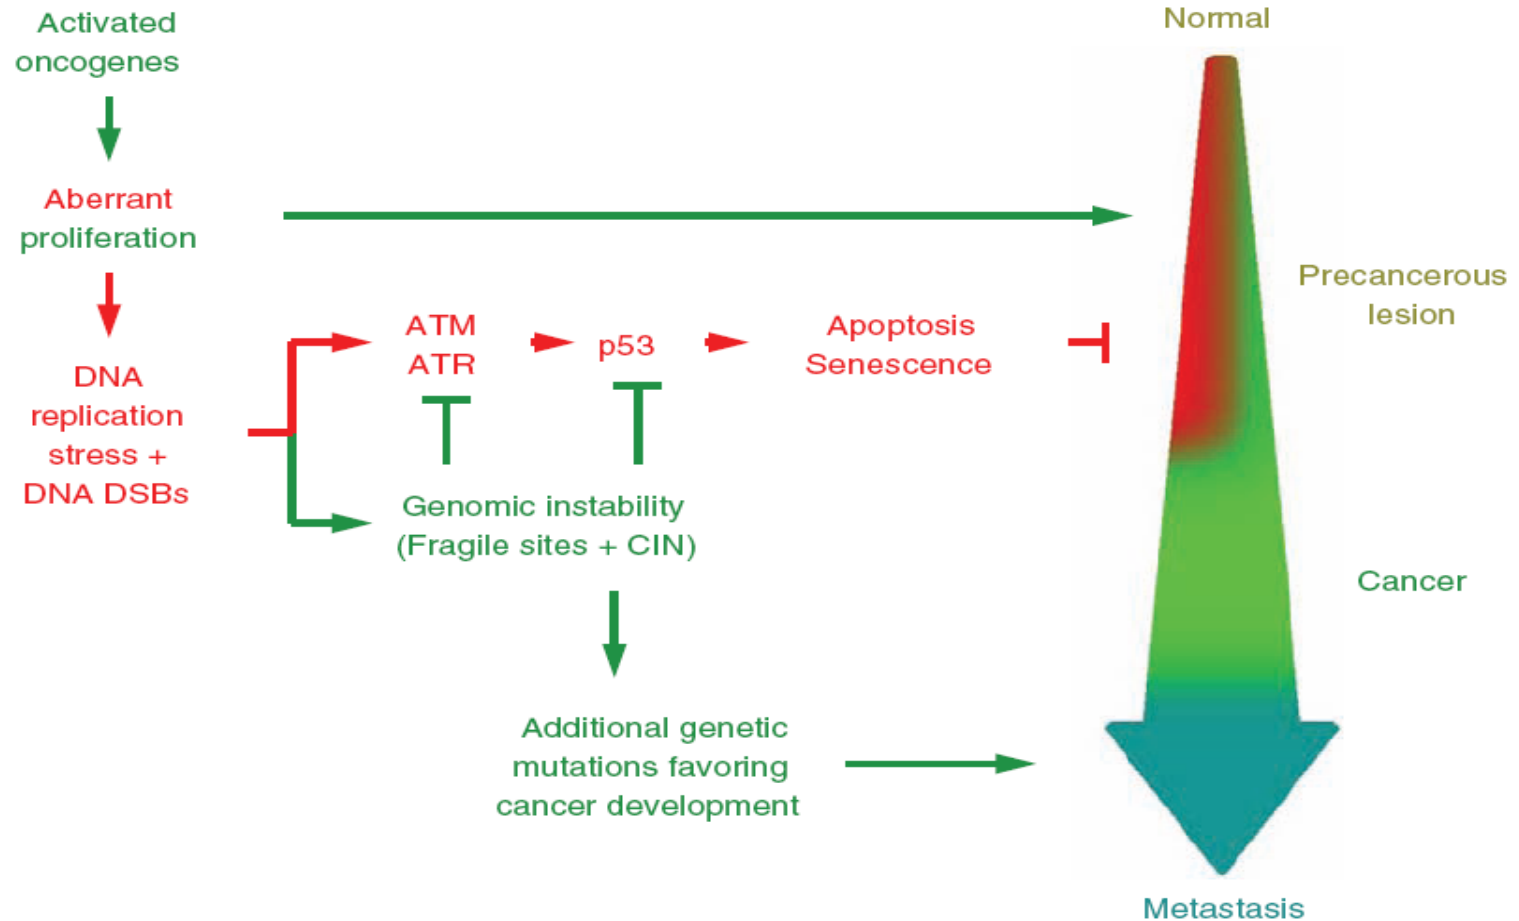 Activated
oncogenes
Aberrant
proliferation
DNA
replication
stress +
DNA DSBs
ATM
ATR
p53
Apoptosis
Senescence
Genomic instability
(Fragile sites + CIN)
Additional genetic
mutations favoring
cancer development
Normal
Precancerous
lesion
Cancer
Metastasis